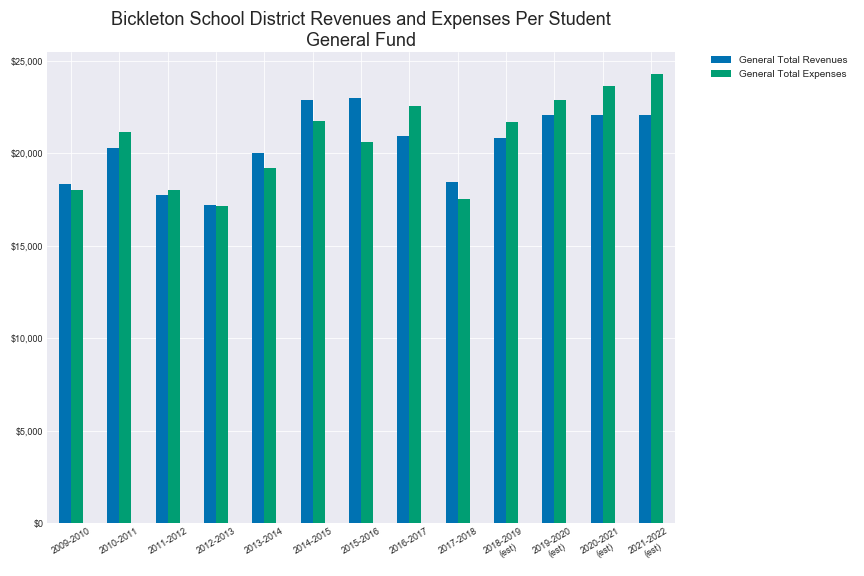 Bickleton School District Revenues and Expenses Per Student
General Fund
General Total Revenues
General Total Expenses
$25,000
$20,000
$15,000
$10,000
$5,000
$0
2009-2010
2010-2011
2011-2012
2012-2013
2013-2014
2014-2015
2015-2016
2016-2017
2017-2018
2018-2019
(est)
2019-2020
(est)
2020-2021
(est)
2021-2022
(est)